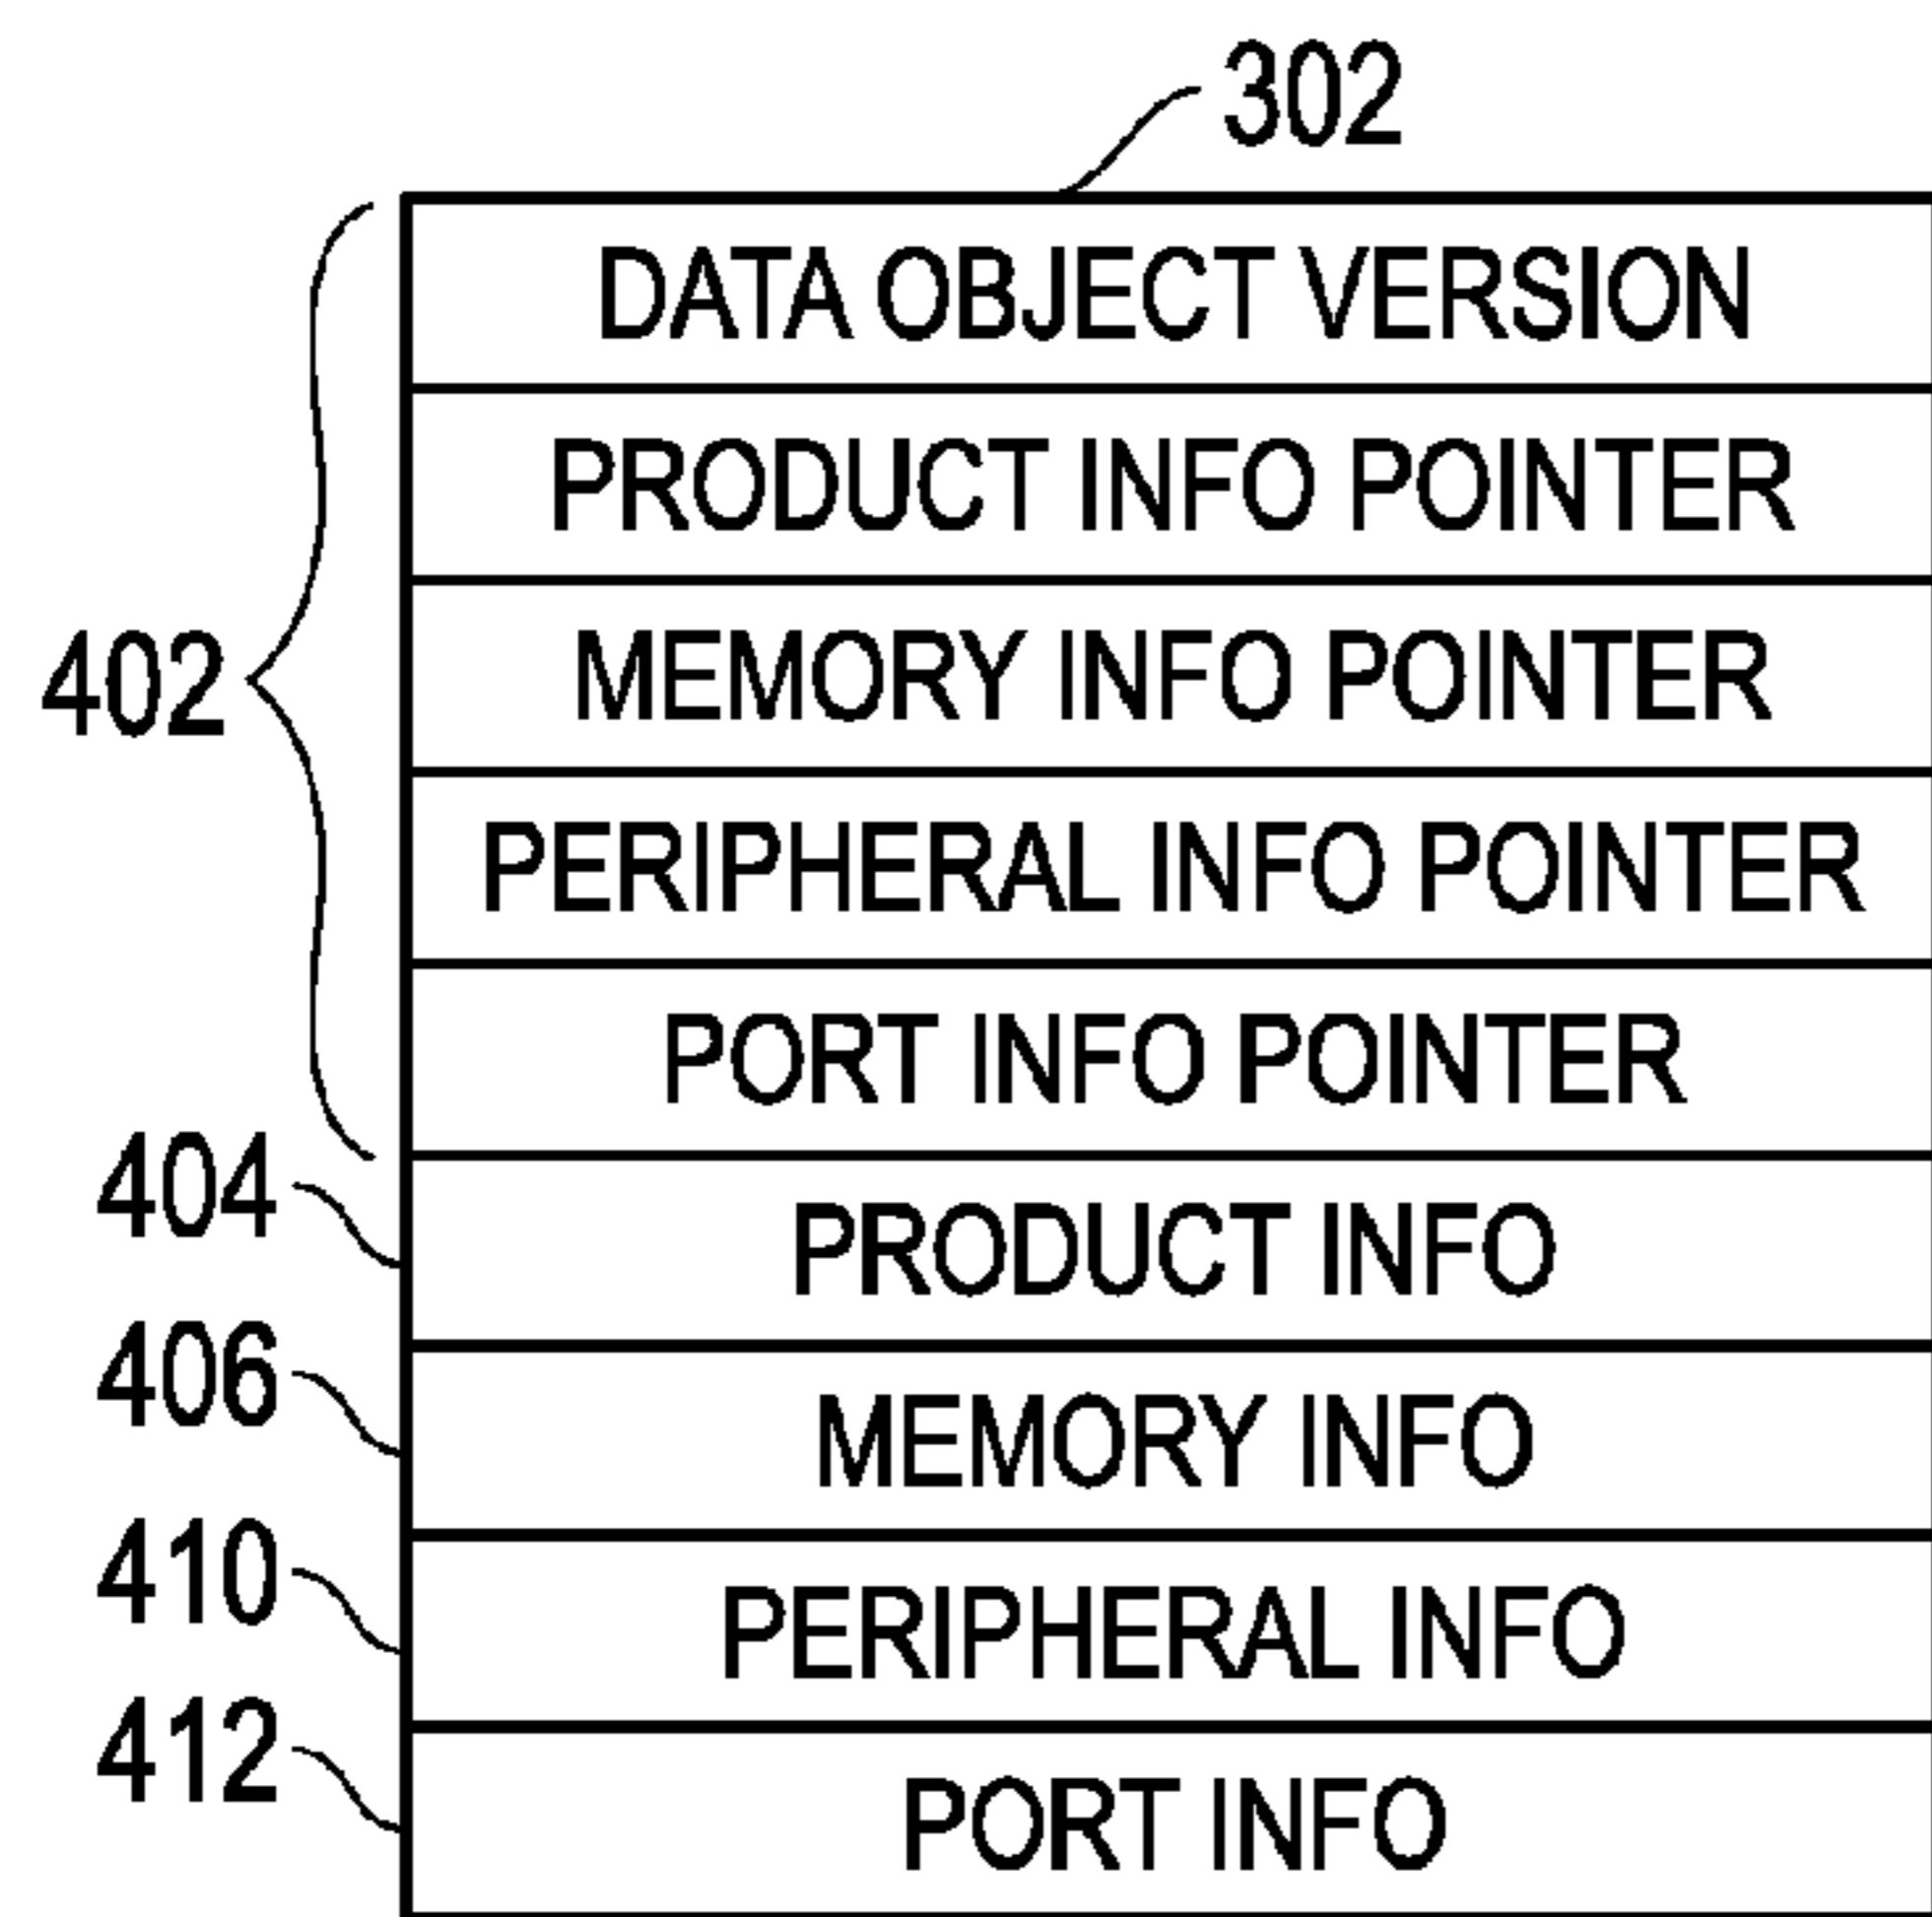 302
DATA OBJECT VERSION
PRODUCT INFO POINTER
402
MEMORY INFO POINTER
PERIPHERAL INFO POINTER
PORT INFO POINTER
404
PRODUCT INFO
406
MEMORY INFO
410
PERIPHERAL INFO
412
PORT INFO